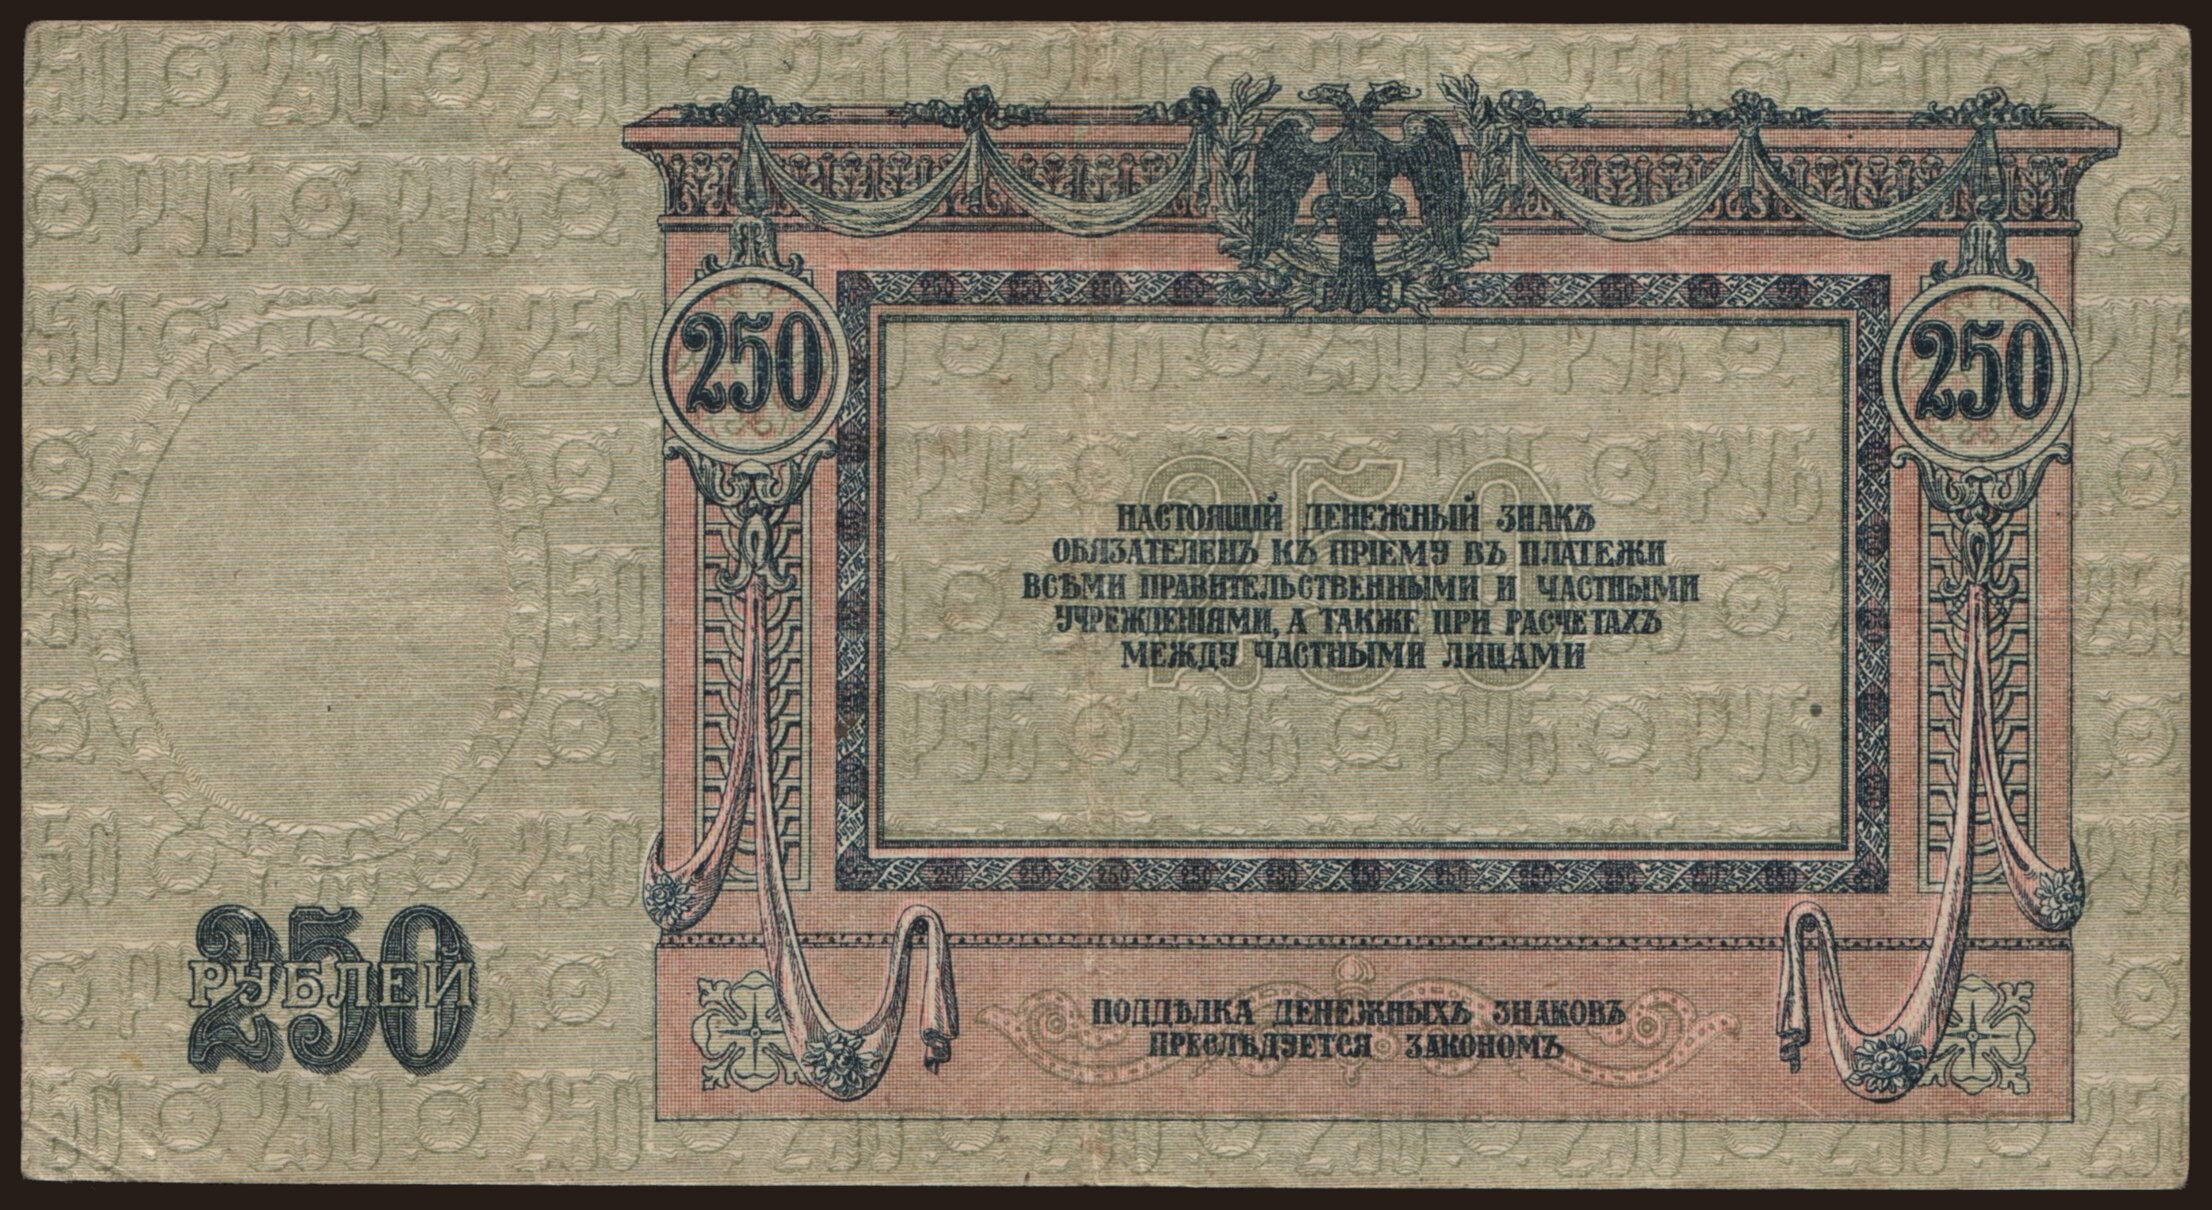 250
250
НАСТОЯЩІЙ ДЕНЕЖНЫЙ ЗНАКЪ
ОБЯЗАТЕЛЕНЪ КЪ ПРІЕМУ ВЪ ПЛАТЕЖИ
ВСѢМИ ПРАВИТЕЛЬСТВЕННЫМИ И ЧАСТНЫМИ
УЧРЕЖДЕНІЯМИ, А ТАКЖЕ ПРИ РАСЧЕТАХЪ
МЕЖДУ ЧАСТНЫМИ ЛИЦАМИ
250
РУБЛЕЙ
ПОДДѢЛКА ДЕНЕЖНЫХЪ ЗНАКОВЪ
ПРЕСЛѢДУЕТСЯ ЗАКОНОМЪ